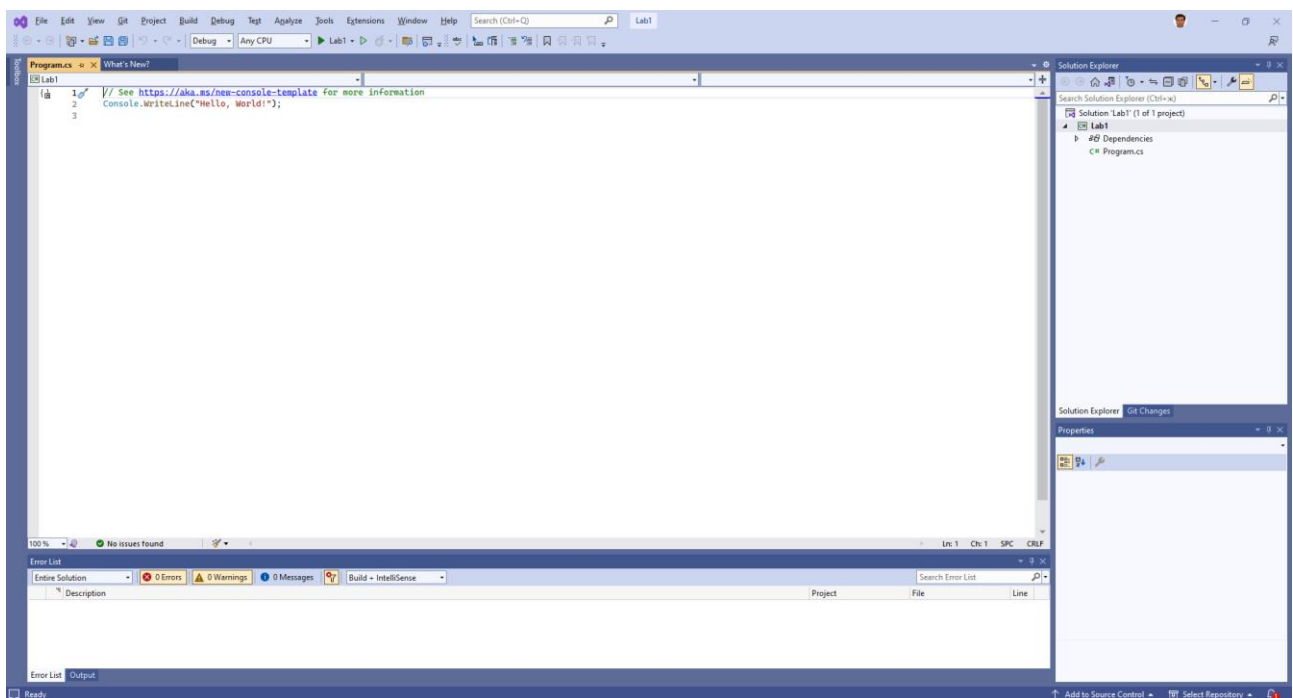 File Edit View Git Project Build Debug Test Analyze Tools Extensions Window Help Search (Ctrl+Q) Lab1
Debug Any CPU Lab1
Toolbox
Program.cs What's New?
Lab1
1 // See https://aka.ms/new-console-template for more information
2 Console.WriteLine("Hello, World!");
3
100 % No issues found Ln: 1 Ch: 1 SPC CRLF
Error List
Entire Solution 0 Errors 0 Warnings 0 Messages Build + IntelliSense Search Error List
Description Project File Line
Error List Output
Solution Explorer
Search Solution Explorer (Ctrl+ж)
Solution 'Lab1' (1 of 1 project)
C# Lab1
Dependencies
C# Program.cs
Solution Explorer Git Changes
Properties
Ready Add to Source Control Select Repository